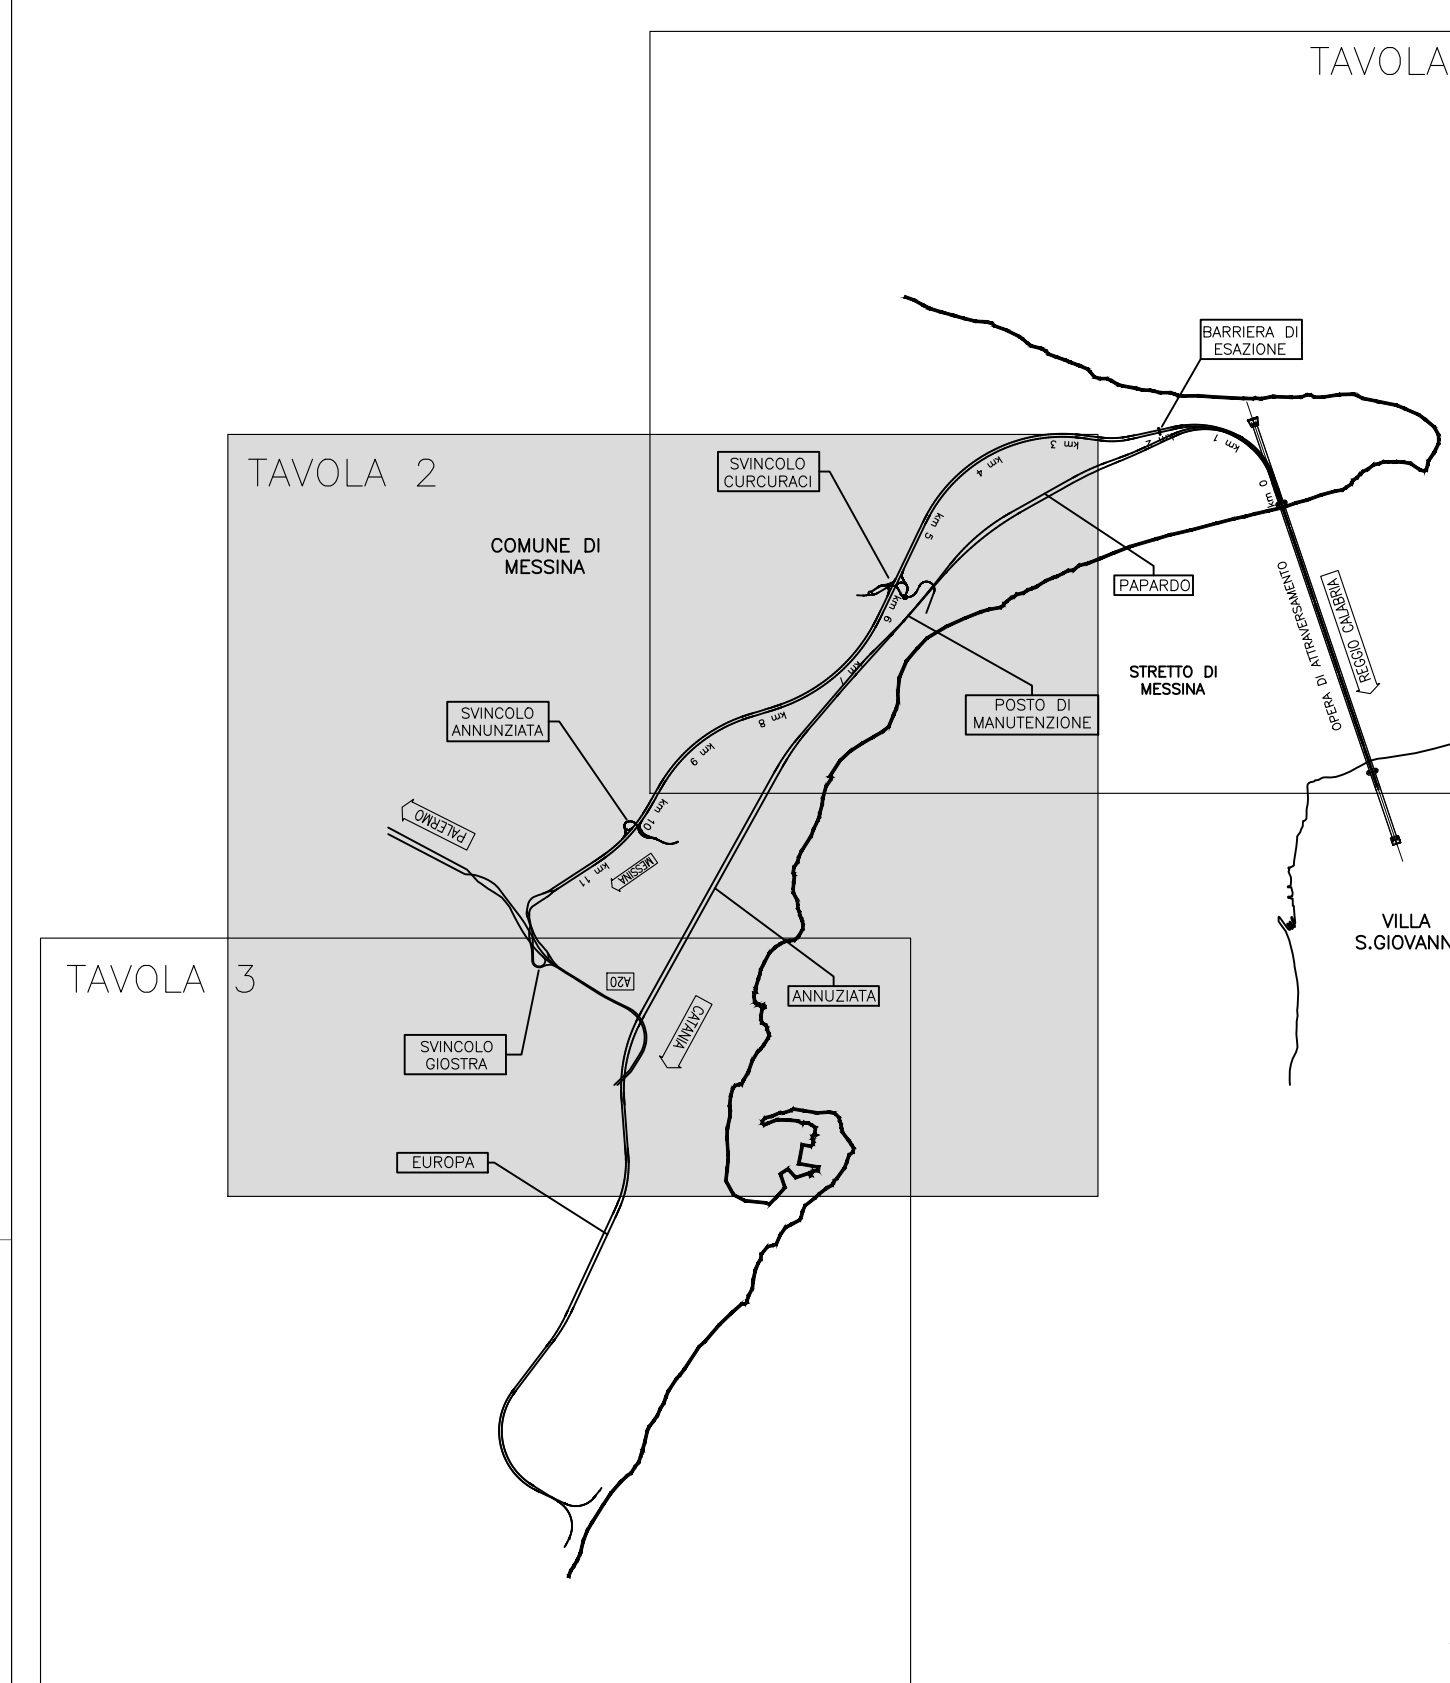 TAVOLA
BARRIERA DI
ESAZIONE
TAVOLA 2
SVINCOLO
CURCURACI
km 0
km 1
km 2
km 3
km 4
km 5
km 6
km 7
km 8
km 9
km 10
km 11
COMUNE DI
MESSINA
PAPARDO
OPERA DI ATTRAVERSAMENTO
REGGIO CALABRIA
STRETTO DI
MESSINA
POSTO DI
MANUTENZIONE
SVINCOLO
ANNUNZIATA
PALERMO
MESSINA
VILLA
S.GIOVANN
TAVOLA 3
A20
ANNUZIATA
CATANIA
SVINCOLO
GIOSTRA
EUROPA